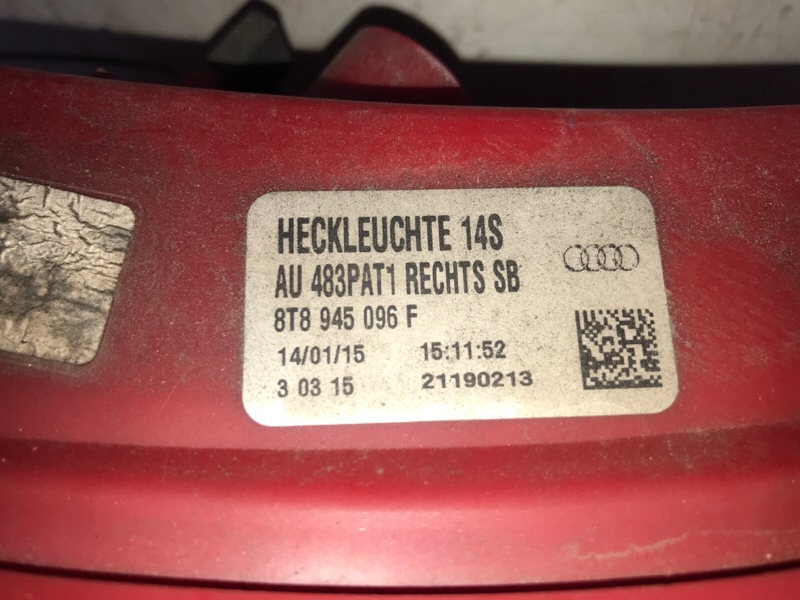 HECKLEUCHTE 14S
AU 483PAT1 RECHTS SB
8T8 945 096 F
14/01/15 15:11:52
3 03 15 21190213